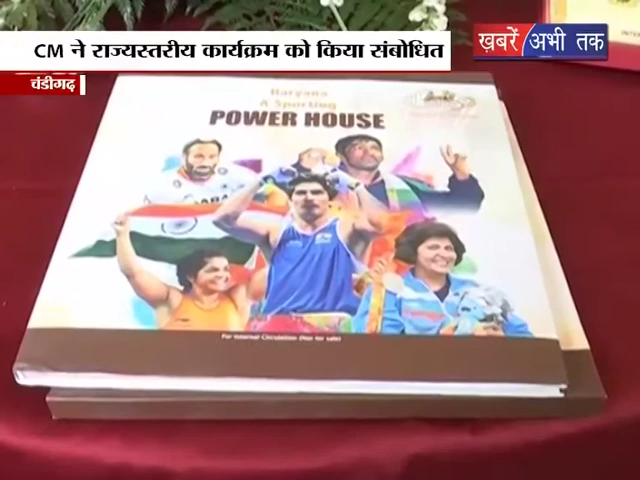 CM ने राज्यस्तरीय कार्यक्रम को किया संबोधित
ख़बरें अभी तक
चंडीगढ़
Haryana
A Sporting
POWER HOUSE
For Internal Circulation (Not for sale)
INTER